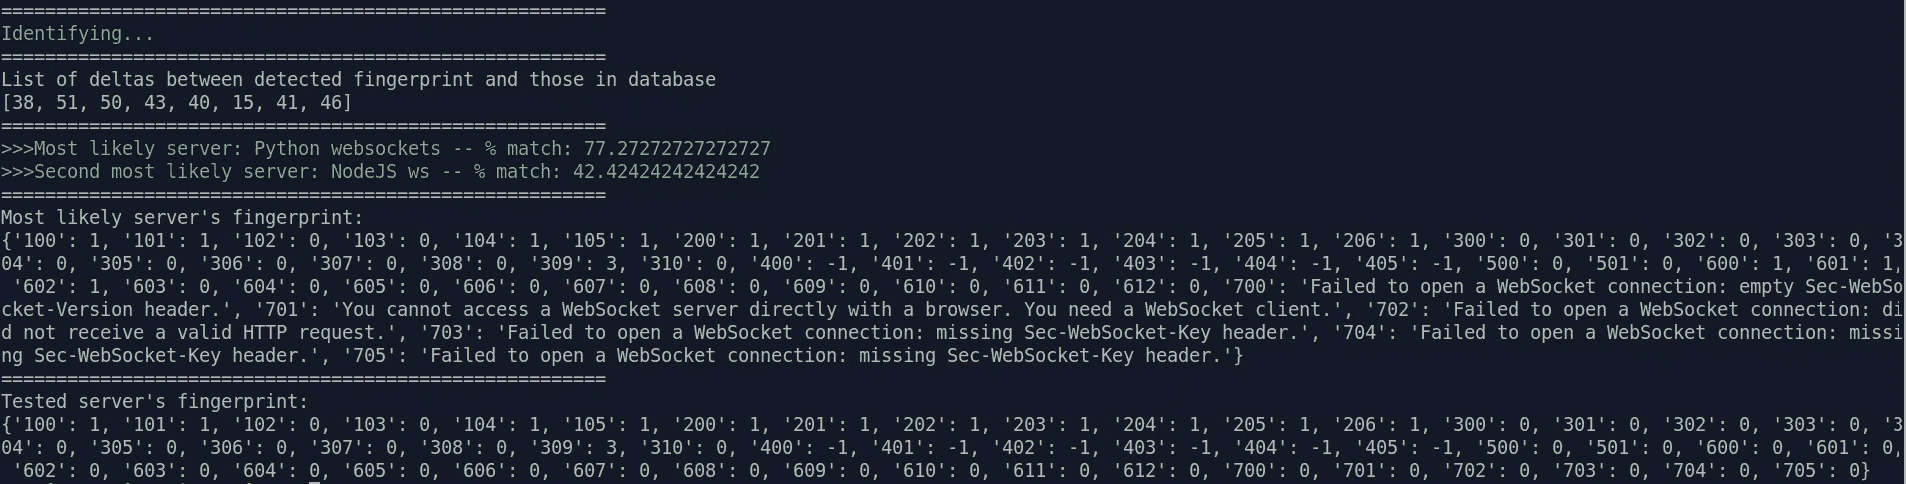 =======================================================
Identifying...
=======================================================
List of deltas between detected fingerprint and those in database
[38, 51, 50, 43, 40, 15, 41, 46]
=======================================================
>>>Most likely server: Python websockets -- % match: 77.27272727272727
>>>Second most likely server: NodeJS ws -- % match: 42.42424242424242
=======================================================
Most likely server's fingerprint:
{'100': 1, '101': 1, '102': 0, '103': 0, '104': 1, '105': 1, '200': 1, '201': 1, '202': 1, '203': 1, '204': 1, '205': 1, '206': 1, '300': 0, '301': 0, '302': 0, '303': 0, '3
04': 0, '305': 0, '306': 0, '307': 0, '308': 0, '309': 3, '310': 0, '400': -1, '401': -1, '402': -1, '403': -1, '404': -1, '405': -1, '500': 0, '501': 0, '600': 1, '601': 1,
 '602': 1, '603': 0, '604': 0, '605': 0, '606': 0, '607': 0, '608': 0, '609': 0, '610': 0, '611': 0, '612': 0, '700': 'Failed to open a WebSocket connection: empty Sec-WebSo
cket-Version header.', '701': 'You cannot access a WebSocket server directly with a browser. You need a WebSocket client.', '702': 'Failed to open a WebSocket connection: di
d not receive a valid HTTP request.', '703': 'Failed to open a WebSocket connection: missing Sec-WebSocket-Key header.', '704': 'Failed to open a WebSocket connection: missi
ng Sec-WebSocket-Key header.', '705': 'Failed to open a WebSocket connection: missing Sec-WebSocket-Key header.'}
=======================================================
Tested server's fingerprint:
{'100': 1, '101': 1, '102': 0, '103': 0, '104': 1, '105': 1, '200': 1, '201': 1, '202': 1, '203': 1, '204': 1, '205': 1, '206': 1, '300': 0, '301': 0, '302': 0, '303': 0, '3
04': 0, '305': 0, '306': 0, '307': 0, '308': 0, '309': 3, '310': 0, '400': -1, '401': -1, '402': -1, '403': -1, '404': -1, '405': -1, '500': 0, '501': 0, '600': 0, '601': 0,
 '602': 0, '603': 0, '604': 0, '605': 0, '606': 0, '607': 0, '608': 0, '609': 0, '610': 0, '611': 0, '612': 0, '700': 0, '701': 0, '702': 0, '703': 0, '704': 0, '705': 0}